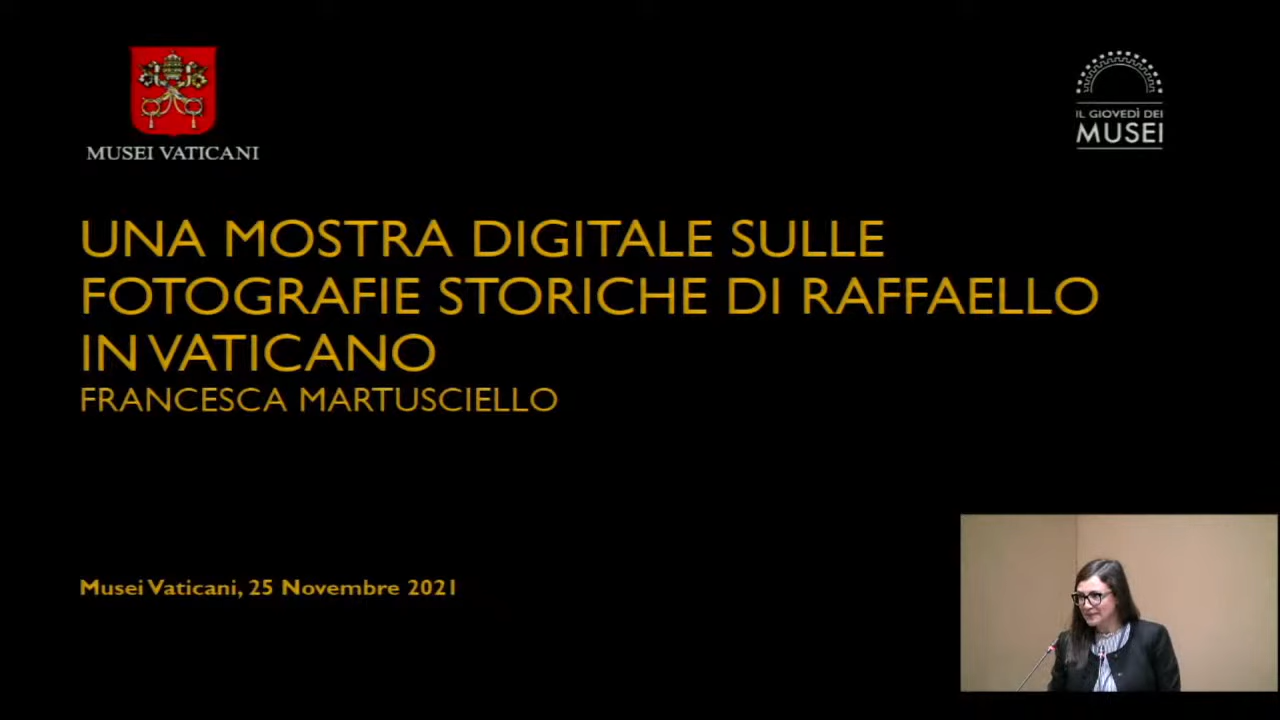 MUSEI VATICANI
IL GIOVEDÌ DEI
MUSEI
UNA MOSTRA DIGITALE SULLE
FOTOGRAFIE STORICHE DI RAFFAELLO
IN VATICANO
FRANCESCA MARTUSCIELLO
Musei Vaticani, 25 Novembre 2021